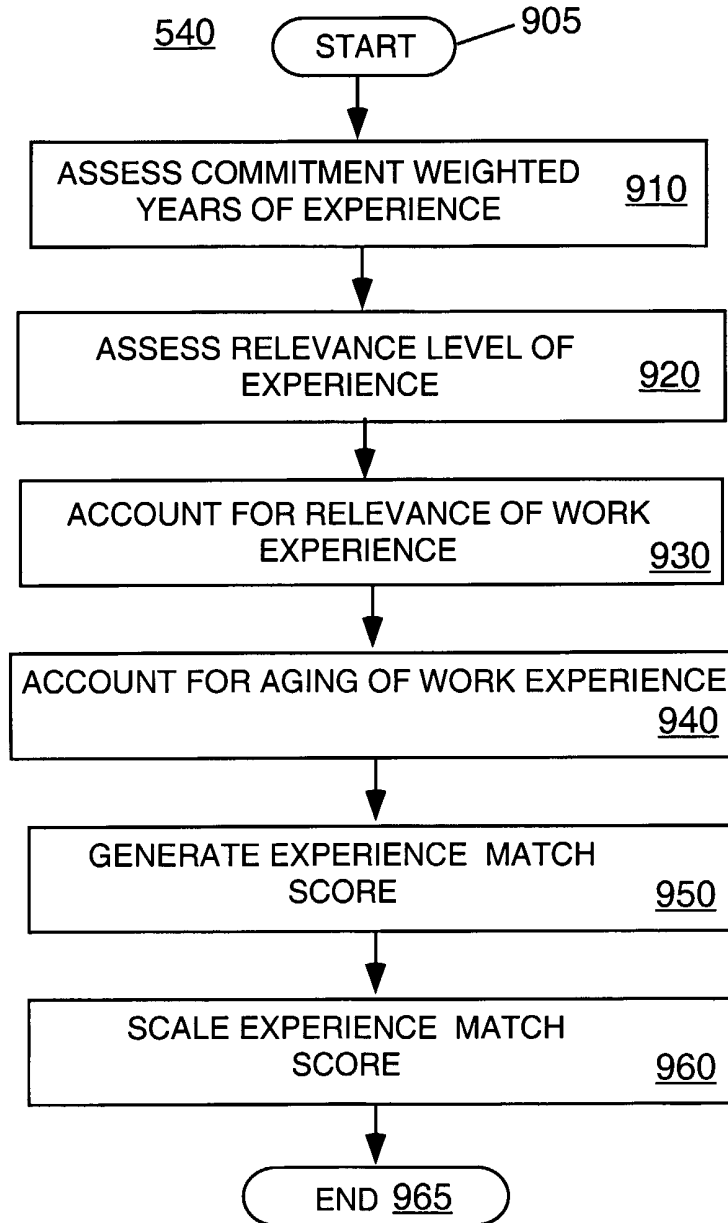 540
START
905
ASSESS COMMITMENT WEIGHTED
YEARS OF EXPERIENCE
910
ASSESS RELEVANCE LEVEL OF
EXPERIENCE
920
ACCOUNT FOR RELEVANCE OF WORK
EXPERIENCE
930
ACCOUNT FOR AGING OF WORK EXPERIENCE
940
GENERATE EXPERIENCE MATCH
SCORE
950
SCALE EXPERIENCE MATCH
SCORE
960
END 965